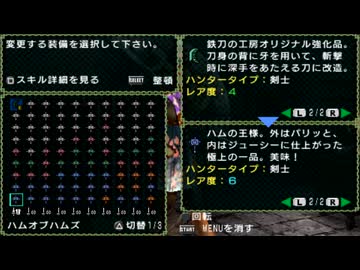 変更する装備を選択して下さい。
スキル詳細を見る
SELECT
整頓
ハムオブハムズ
切替1/3
鉄刀の工房オリジナル強化品。
刀身の背に牙を用いて、斬撃
時に深手をあたえる刀に改造。
ハンタータイプ：剣士
レア度：4
L 2/2 R
ハムの王様。外はパリッと、
内はジューシーに仕上がった
極上の一品。美味！
ハンタータイプ：剣士
レア度：6
L 2/2 R
回転
START MENUを消す